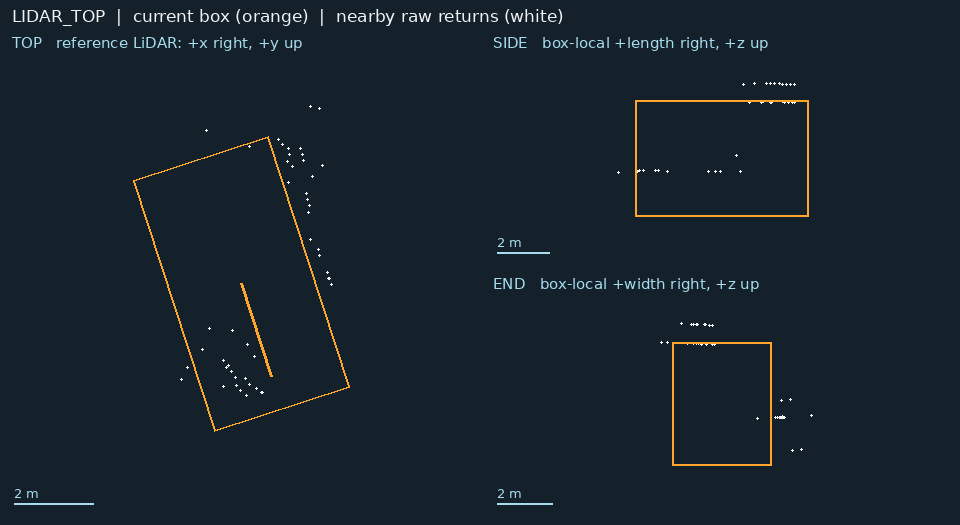 LIDAR_TOP | current box (orange) | nearby raw returns (white)
TOP reference LiDAR: +x right, +y up
SIDE box-local +length right, +z up
2 m
END box-local +width right, +z up
2 m
2 m